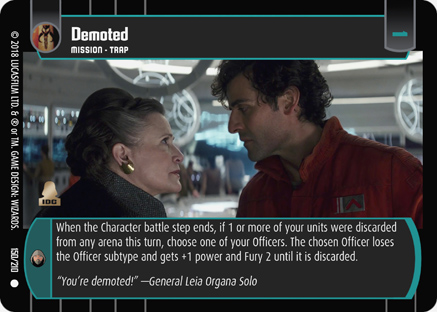 Demoted
MISSION • TRAP
IDC
When the Character battle step ends, if 1 or more of your units were discarded
from any arena this turn, choose one of your Officers. The chosen Officer loses
the Officer subtype and gets +1 power and Fury 2 until it is discarded.
“You're demoted!” —General Leia Organa Solo
© 2018 LUCASFILM LTD. & ® or TM. GAME DESIGN: WIZARDS.
150/210